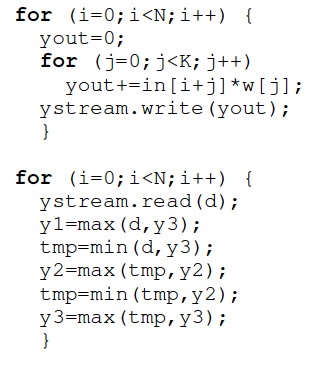 for (i=0;i<N;i++) {
yout=0;
for (j=0;j<K;j++)
yout+=in[i+j]*w[j];
ystream.write(yout);
}
for (i=0;i<N;i++) {
ystream.read(d);
y1=max(d,y3);
tmp=min(d,y3);
y2=max(tmp,y2);
tmp=min(tmp,y2);
y3=max(tmp,y3);
}